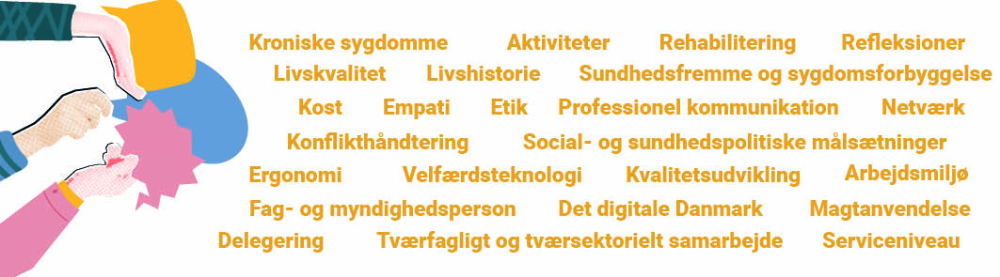 Kroniske sygdomme Aktiviteter Rehabilitering Refleksioner
Livskvalitet Livshistorie Sundhedsfremme og sygdomsforbyggelse
Kost Empati Etik Professionel kommunikation Netværk
Konflikthåndtering Social- og sundhedspolitiske målsætninger
Ergonomi Velfærdsteknologi Kvalitetsudvikling Arbejdsmiljø
Fag- og myndighedsperson Det digitale Danmark Magtanvendelse
Delegering Tværfagligt og tværsektorielt samarbejde Serviceniveau